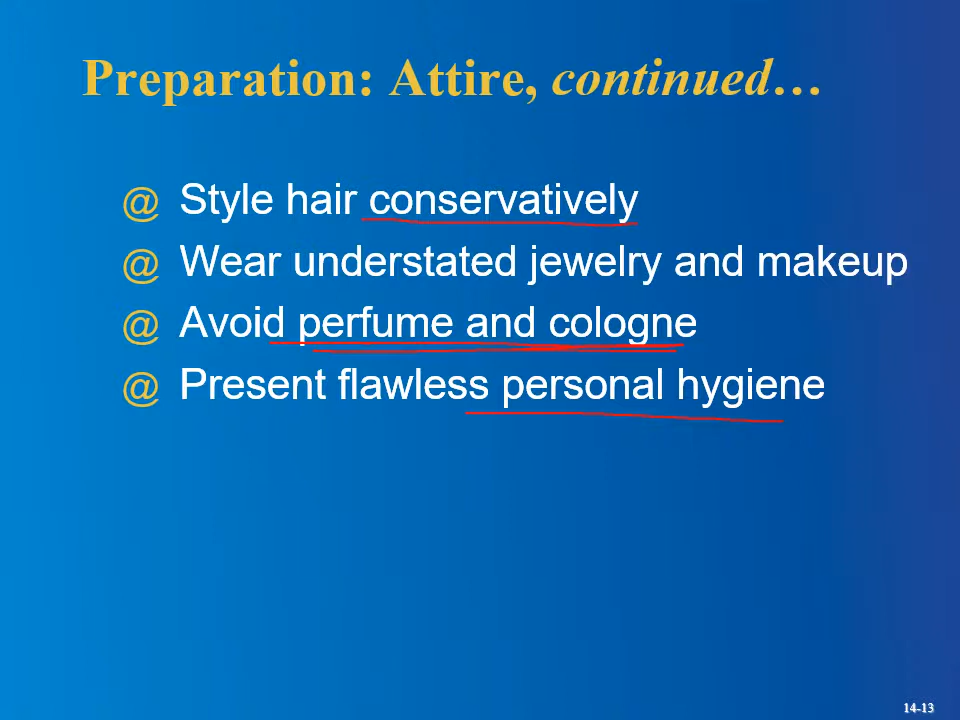 Preparation: Attire, continued…
@ Style hair conservatively
@ Wear understated jewelry and makeup
@ Avoid perfume and cologne
@ Present flawless personal hygiene
14-13